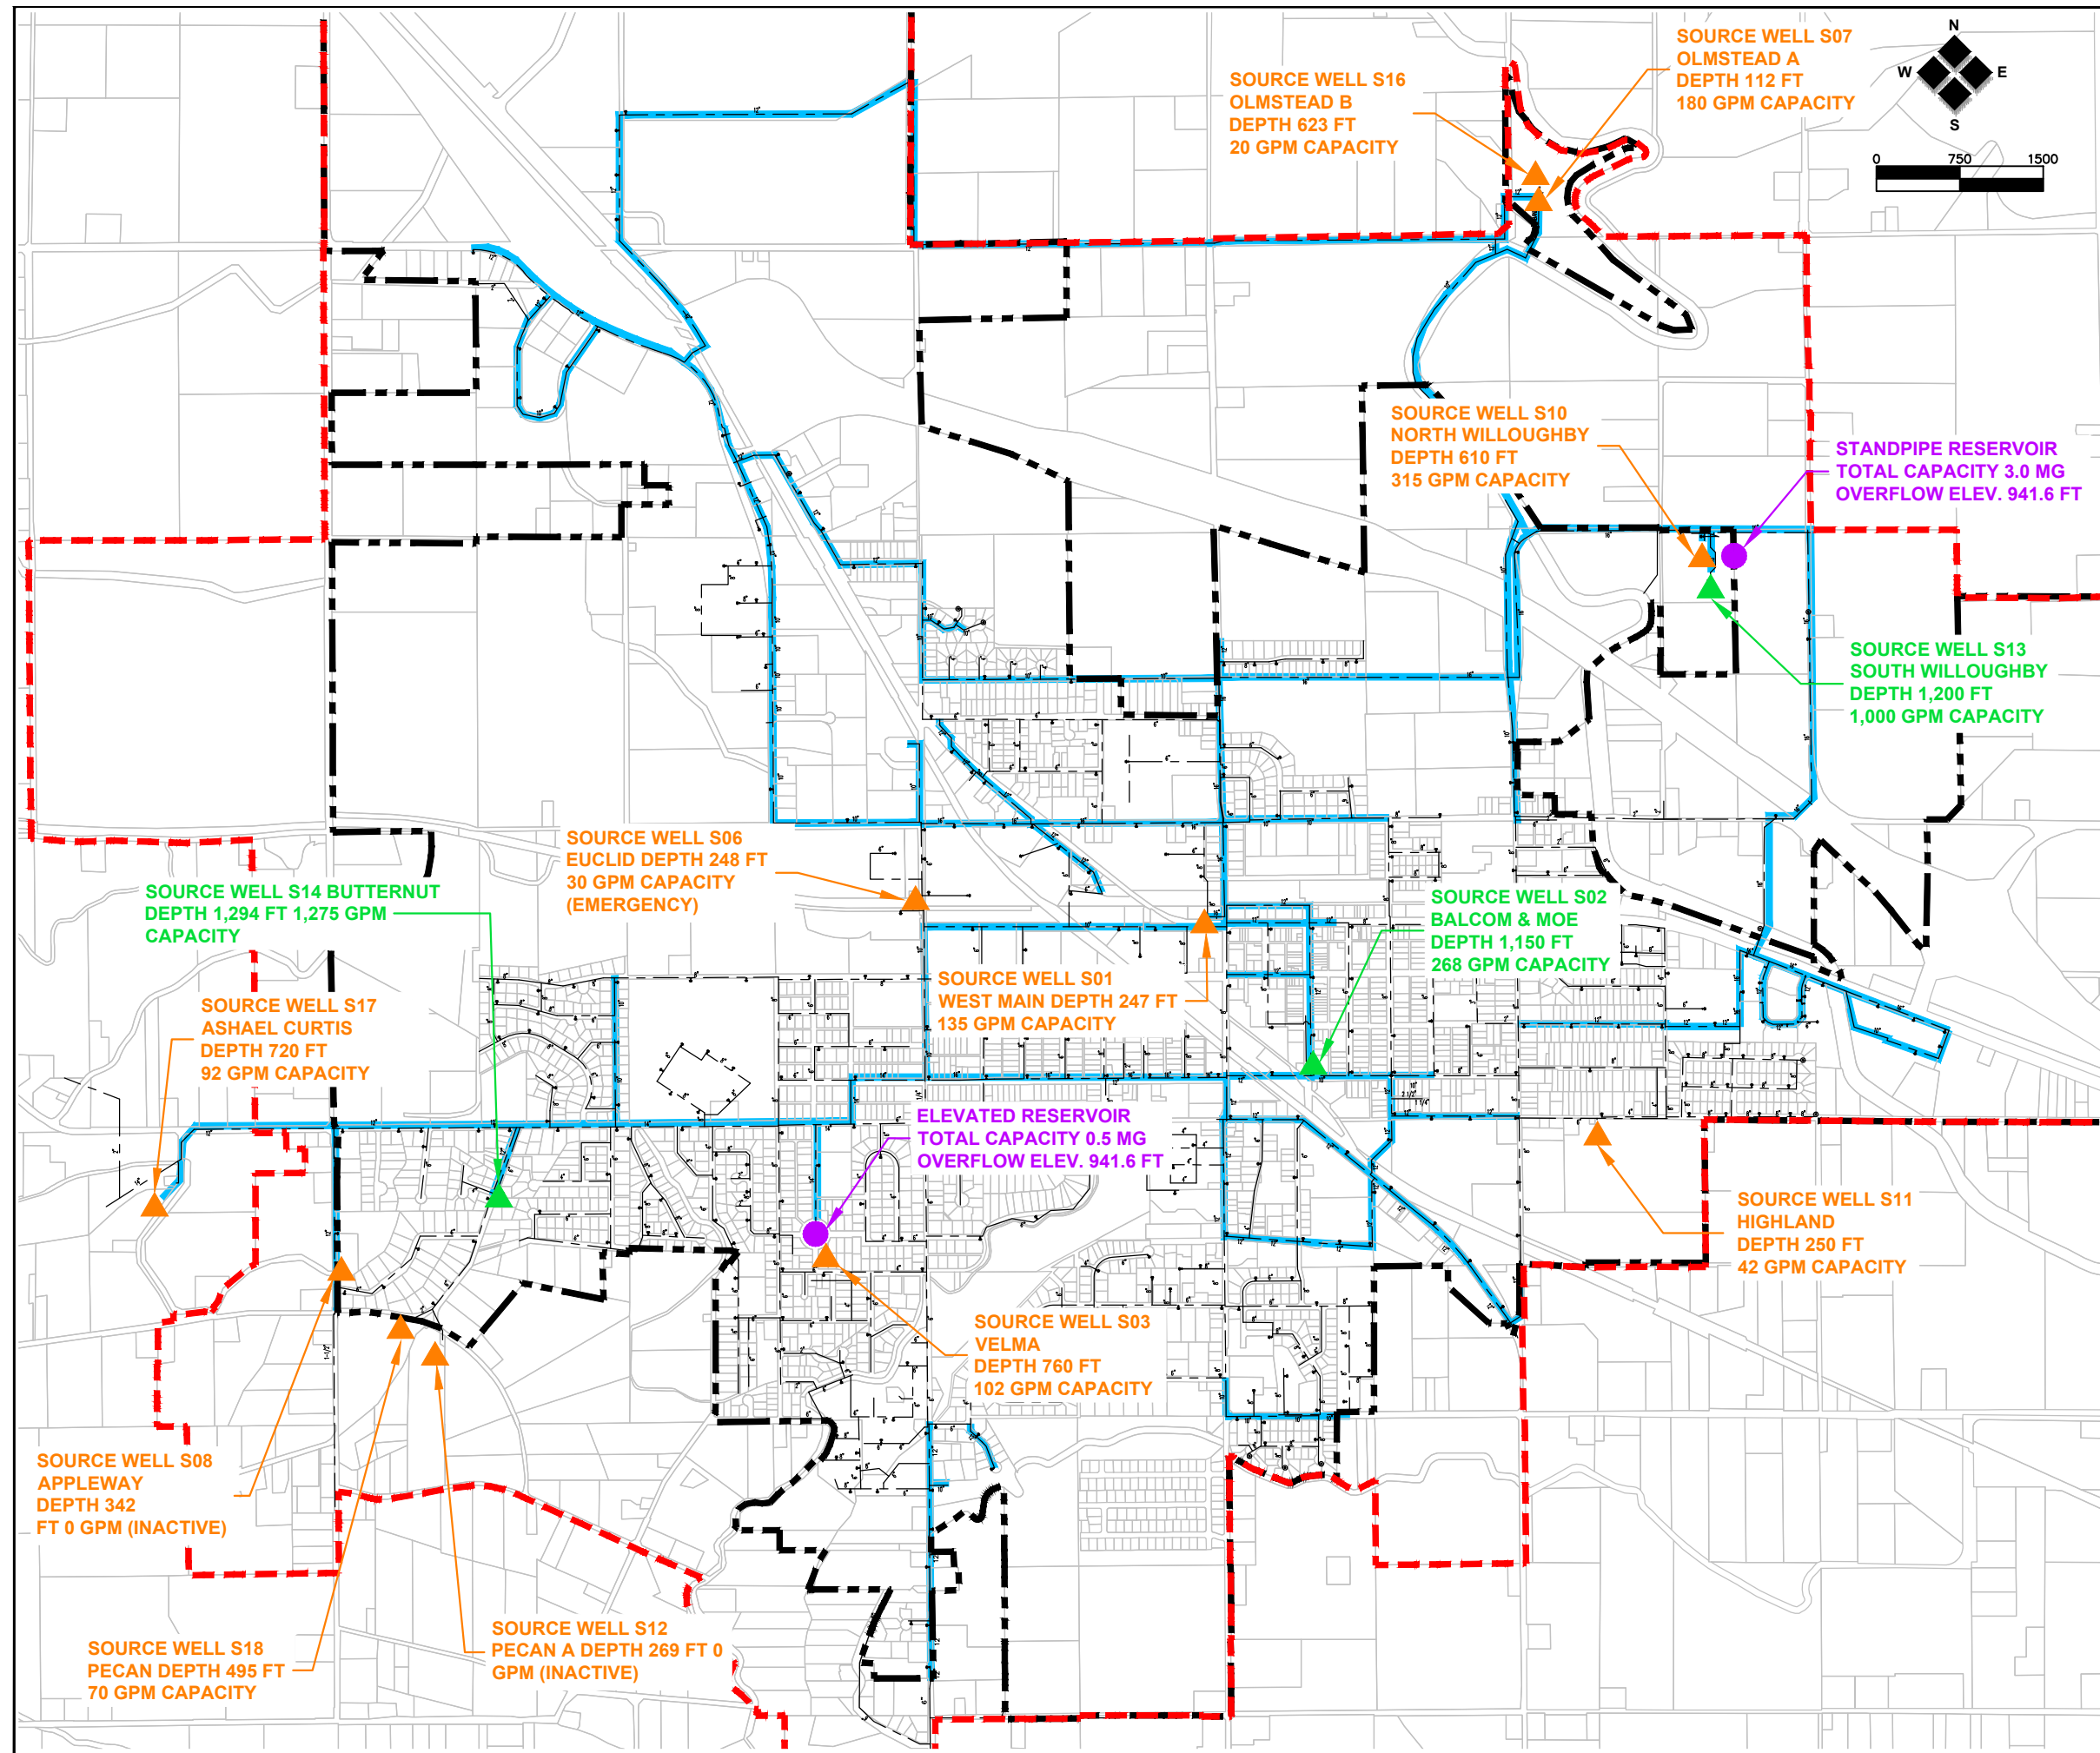 N
W
E
S
0 750 1500
SOURCE WELL S07
OLMSTEAD A
DEPTH 112 FT
180 GPM CAPACITY
SOURCE WELL S16
OLMSTEAD B
DEPTH 623 FT
20 GPM CAPACITY
SOURCE WELL S10
NORTH WILLOUGHBY
DEPTH 610 FT
315 GPM CAPACITY
STANDPIPE RESERVOIR
TOTAL CAPACITY 3.0 MG
OVERFLOW ELEV. 941.6 FT
SOURCE WELL S13
SOUTH WILLOUGHBY
DEPTH 1,200 FT
1,000 GPM CAPACITY
SOURCE WELL S06
EUCLID DEPTH 248 FT
30 GPM CAPACITY
(EMERGENCY)
SOURCE WELL S14 BUTTERNUT
DEPTH 1,294 FT 1,275 GPM
CAPACITY
SOURCE WELL S02
BALCOM & MOE
DEPTH 1,150 FT
268 GPM CAPACITY
SOURCE WELL S01
WEST MAIN DEPTH 247 FT
135 GPM CAPACITY
SOURCE WELL S17
ASHAEL CURTIS
DEPTH 720 FT
92 GPM CAPACITY
ELEVATED RESERVOIR
TOTAL CAPACITY 0.5 MG
OVERFLOW ELEV. 941.6 FT
SOURCE WELL S11
HIGHLAND
DEPTH 250 FT
42 GPM CAPACITY
SOURCE WELL S03
VELMA
DEPTH 760 FT
102 GPM CAPACITY
SOURCE WELL S08
APPLEWAY
DEPTH 342
FT 0 GPM (INACTIVE)
SOURCE WELL S12
PECAN A DEPTH 269 FT 0
GPM (INACTIVE)
SOURCE WELL S18
PECAN DEPTH 495 FT
70 GPM CAPACITY